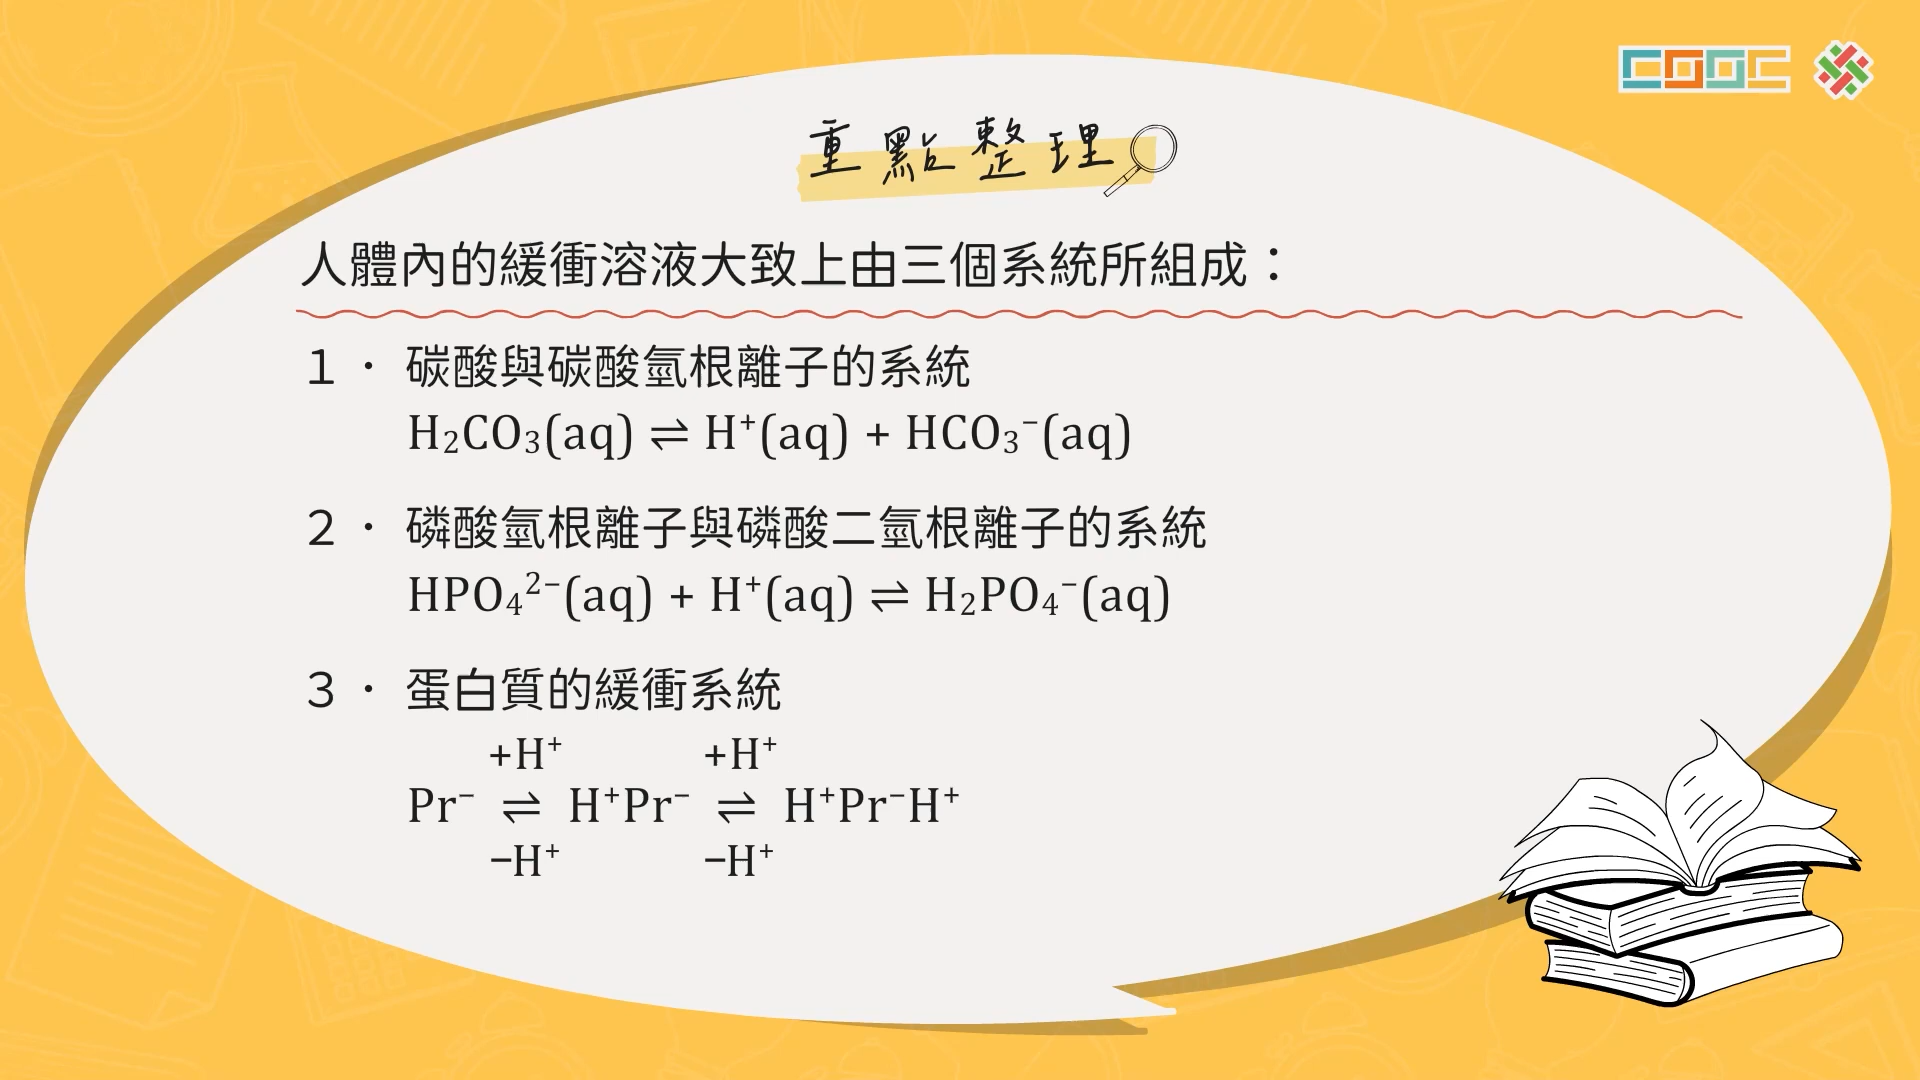 COOC
重點整理
人體內的緩衝溶液大致上由三個系統所組成：
1 · 碳酸與碳酸氫根離子的系統
H₂CO₃(aq) ⇌ H⁺(aq) + HCO₃⁻(aq)
2 · 磷酸氫根離子與磷酸二氫根離子的系統
HPO₄²⁻(aq) + H⁺(aq) ⇌ H₂PO₄⁻(aq)
3 · 蛋白質的緩衝系統
+H⁺ +H⁺
Pr⁻ ⇌ H⁺Pr⁻ ⇌ H⁺Pr⁻H⁺
−H⁺ −H⁺